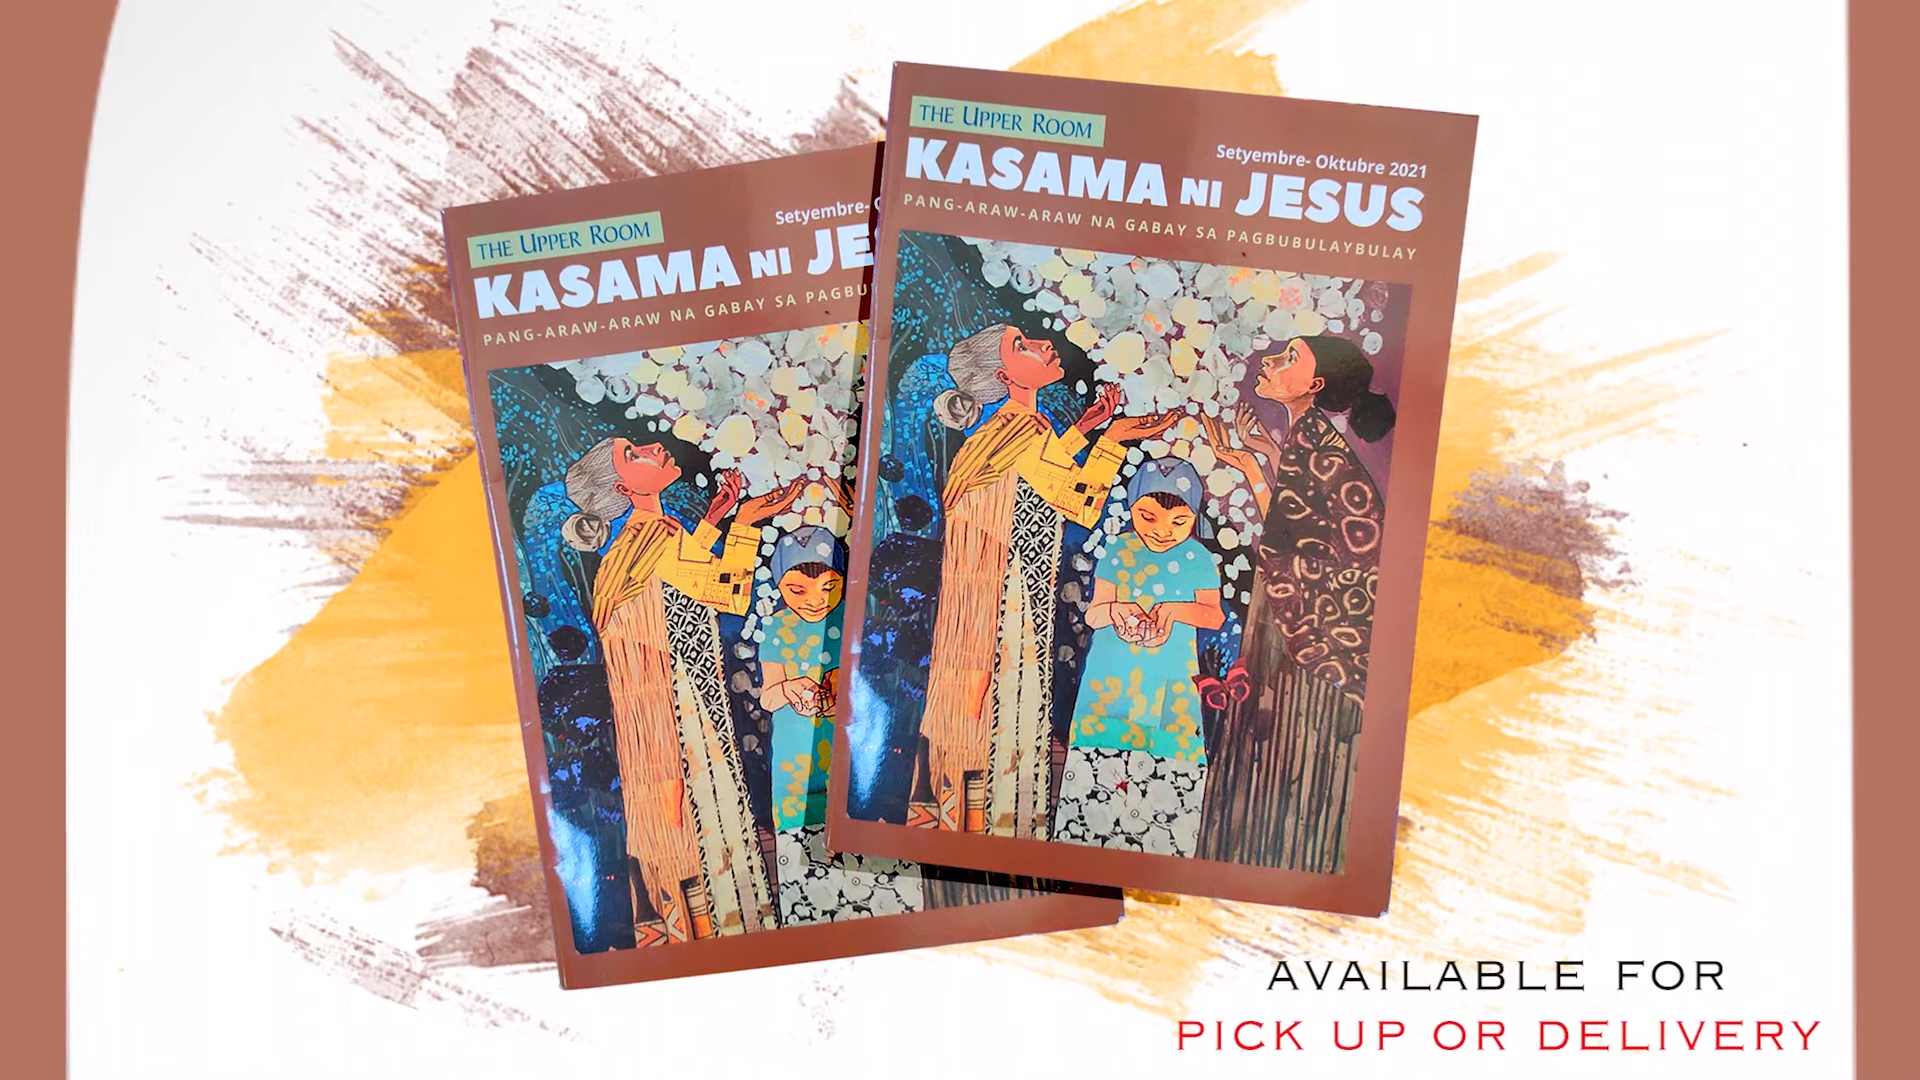 THE UPPER ROOM
Setyembre-
KASAMA NI
PANG-ARAW-ARAW NA GABAY SA
THE UPPER ROOM
Setyembre- Oktubre 2021
KASAMA NI JESUS
PANG-ARAW-ARAW NA GABAY SA PAGBUBULAYBULAY
AVAILABLE FOR
PICK UP OR DELIVERY